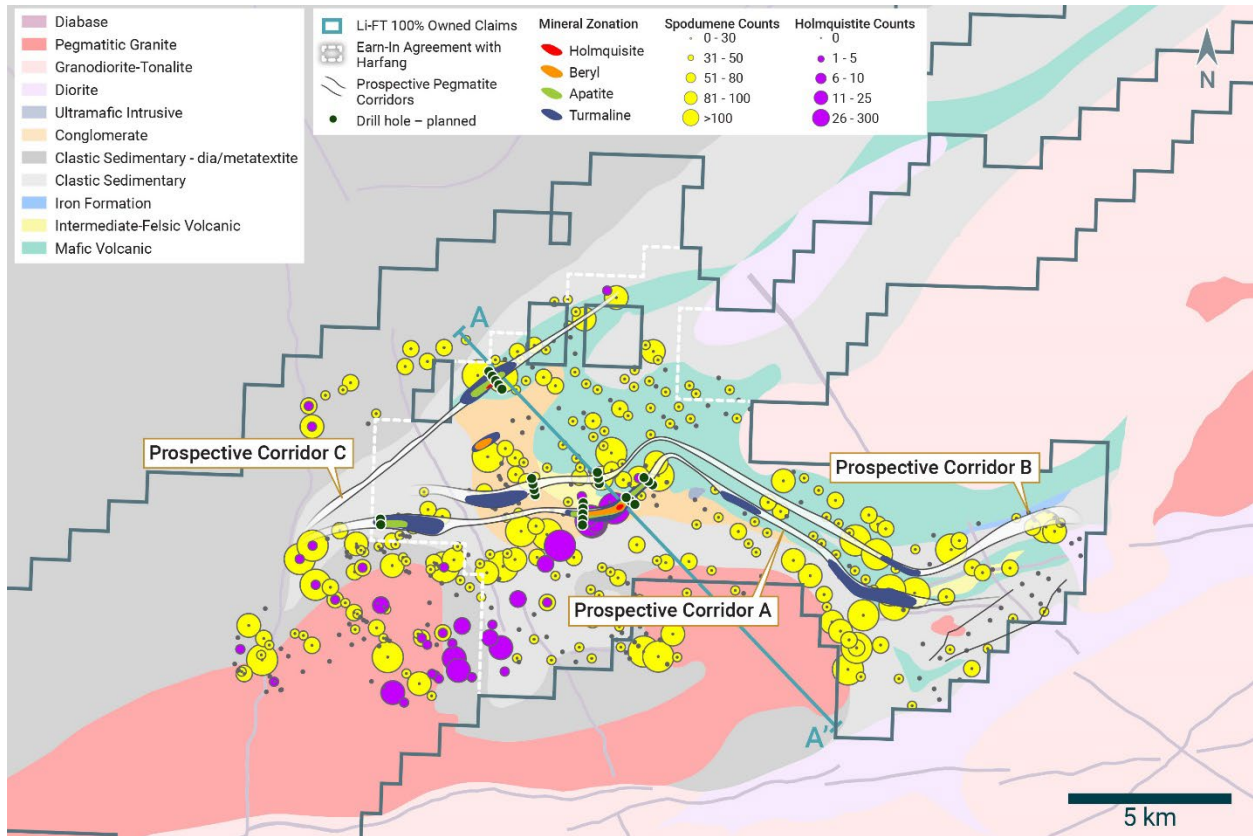 Diabase
Pegmatitic Granite
Granodiorite-Tonalite
Diorite
Ultramafic Intrusive
Conglomerate
Clastic Sedimentary - dia/metatextite
Clastic Sedimentary
Iron Formation
Intermediate-Felsic Volcanic
Mafic Volcanic
Li-FT 100% Owned Claims
Earn-In Agreement with
Harfang
Prospective Pegmatite
Corridors
Drill hole – planned
Mineral Zonation
Holmquisite
Beryl
Apatite
Turmaline
Spodumene Counts
0 - 30
31 - 50
51 - 80
81 - 100
>100
Holmquistite Counts
0
1 - 5
6 - 10
11 - 25
26 - 300
N
A
Prospective Corridor C
Prospective Corridor B
Prospective Corridor A
A'
5 km